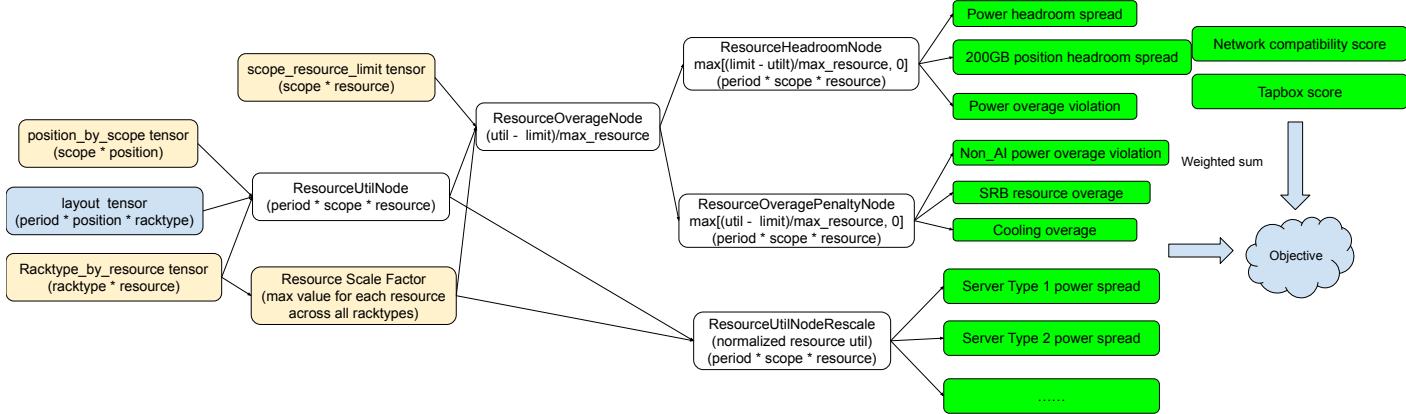 position_by_scope tensor
(scope * position)
layout  tensor
(period * position * racktype)
Racktype_by_resource tensor
(racktype * resource)
scope_resource_limit tensor
(scope * resource)
ResourceUtilNode
(period * scope * resource)
Resource Scale Factor
(max value for each resource
across all racktypes)
ResourceOverageNode
(util -  limit)/max_resource
ResourceHeadroomNode
max[(limit - utilt)/max_resource, 0]
(period * scope * resource)
ResourceOveragePenaltyNode
max[(util -  limit)/max_resource, 0]
(period * scope * resource)
ResourceUtilNodeRescale
(normalized resource util)
(period * scope * resource)
Power headroom spread
200GB position headroom spread
Power overage violation
Non_AI power overage violation
SRB resource overage
Cooling overage
Server Type 1 power spread
Server Type 2 power spread
……
Network compatibility score
Tapbox score
Weighted sum
Objective